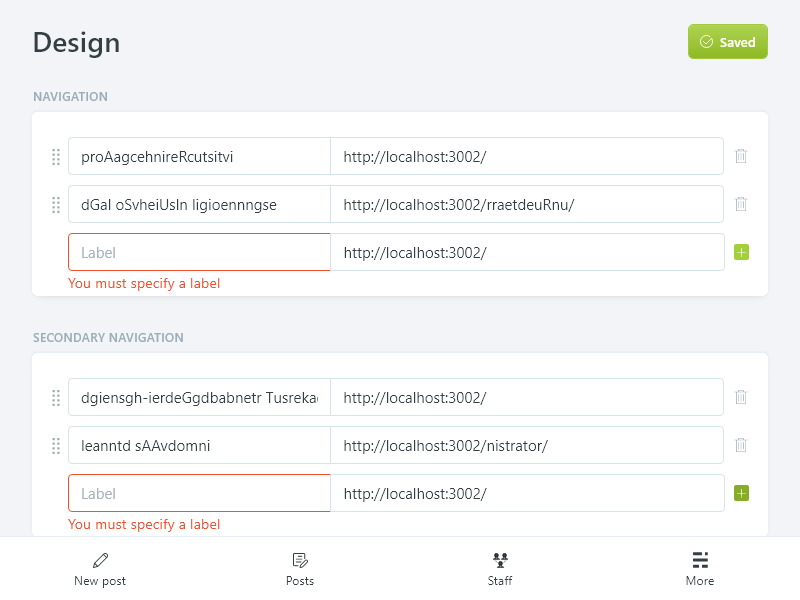 Design
Saved
NAVIGATION
proAagcehnireRcutsitvi
http://localhost:3002/
dGal oSvheiUsln ligioennngse
http://localhost:3002/rraetdeuRnu/
Label
http://localhost:3002/
You must specify a label
SECONDARY NAVIGATION
dgiensgh-ierdeGgdbabnetr Tusreka
http://localhost:3002/
leanntd sAAvdomni
http://localhost:3002/nistrator/
Label
http://localhost:3002/
You must specify a label
New post
Posts
Staff
More